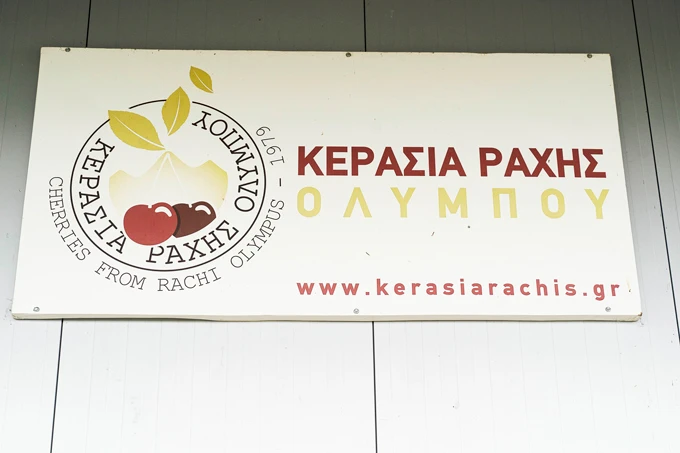 ΚΕΡΑΣΙΑ ΡΑΧΗΣ ΟΛΥΜΠΟΥ
CHERRIES FROM RACHI OLYMPUS - 1979
ΚΕΡΑΣΙΑ ΡΑΧΗΣ
ΟΛΥΜΠΟΥ
www.kerasiarachis.gr